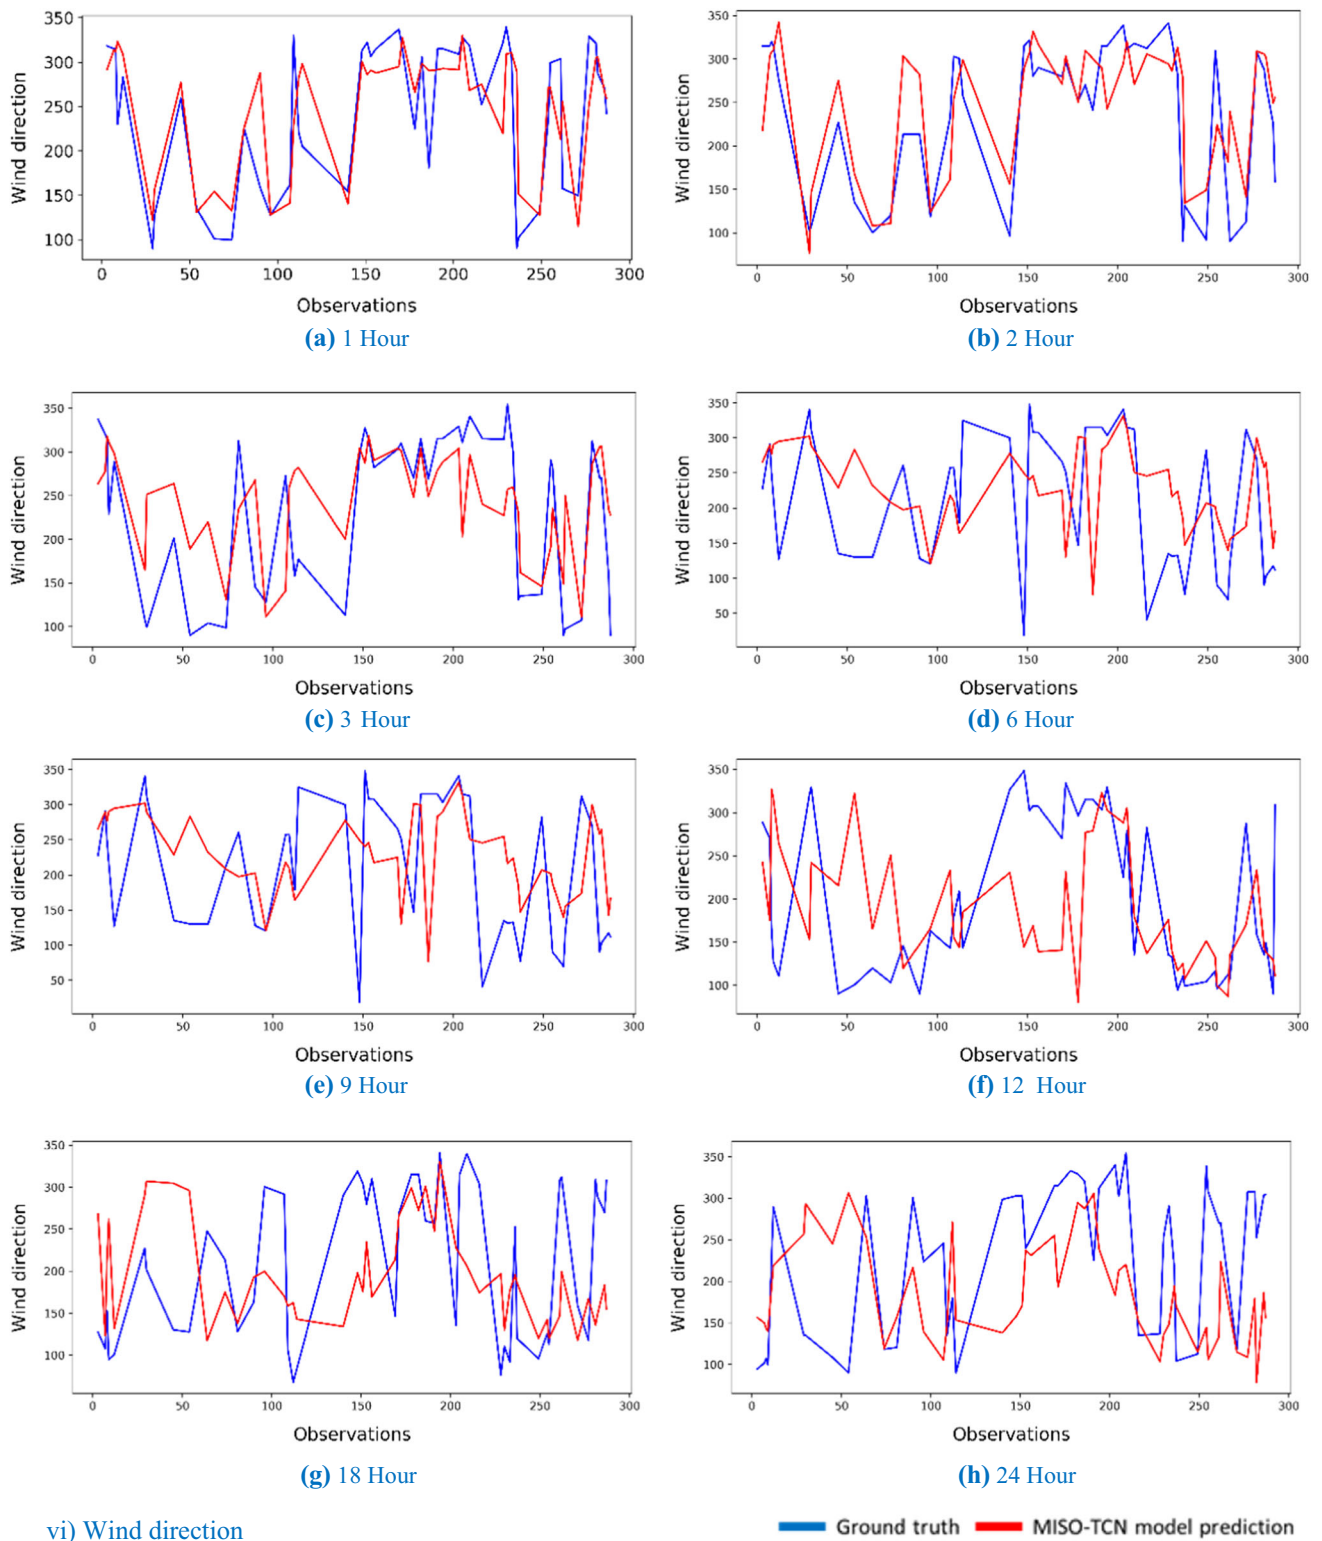 350
300
250
200
150
100
Wind direction
0 50 100 150 200 250 300
Observations
(a) 1 Hour
350
300
250
200
150
100
Wind direction
0 50 100 150 200 250 300
Observations
(b) 2 Hour
350
300
250
200
150
100
Wind direction
0 50 100 150 200 250 300
Observations
(c) 3 Hour
350
300
250
200
150
100
50
Wind direction
0 50 100 150 200 250 300
Observations
(d) 6 Hour
350
300
250
200
150
100
50
Wind direction
0 50 100 150 200 250 300
Observations
(e) 9 Hour
350
300
250
200
150
100
Wind direction
0 50 100 150 200 250 300
Observations
(f) 12 Hour
350
300
250
200
150
100
Wind direction
0 50 100 150 200 250 300
Observations
(g) 18 Hour
350
300
250
200
150
100
Wind direction
0 50 100 150 200 250 300
Observations
(h) 24 Hour
vi) Wind direction
Ground truth MISO-TCN model prediction